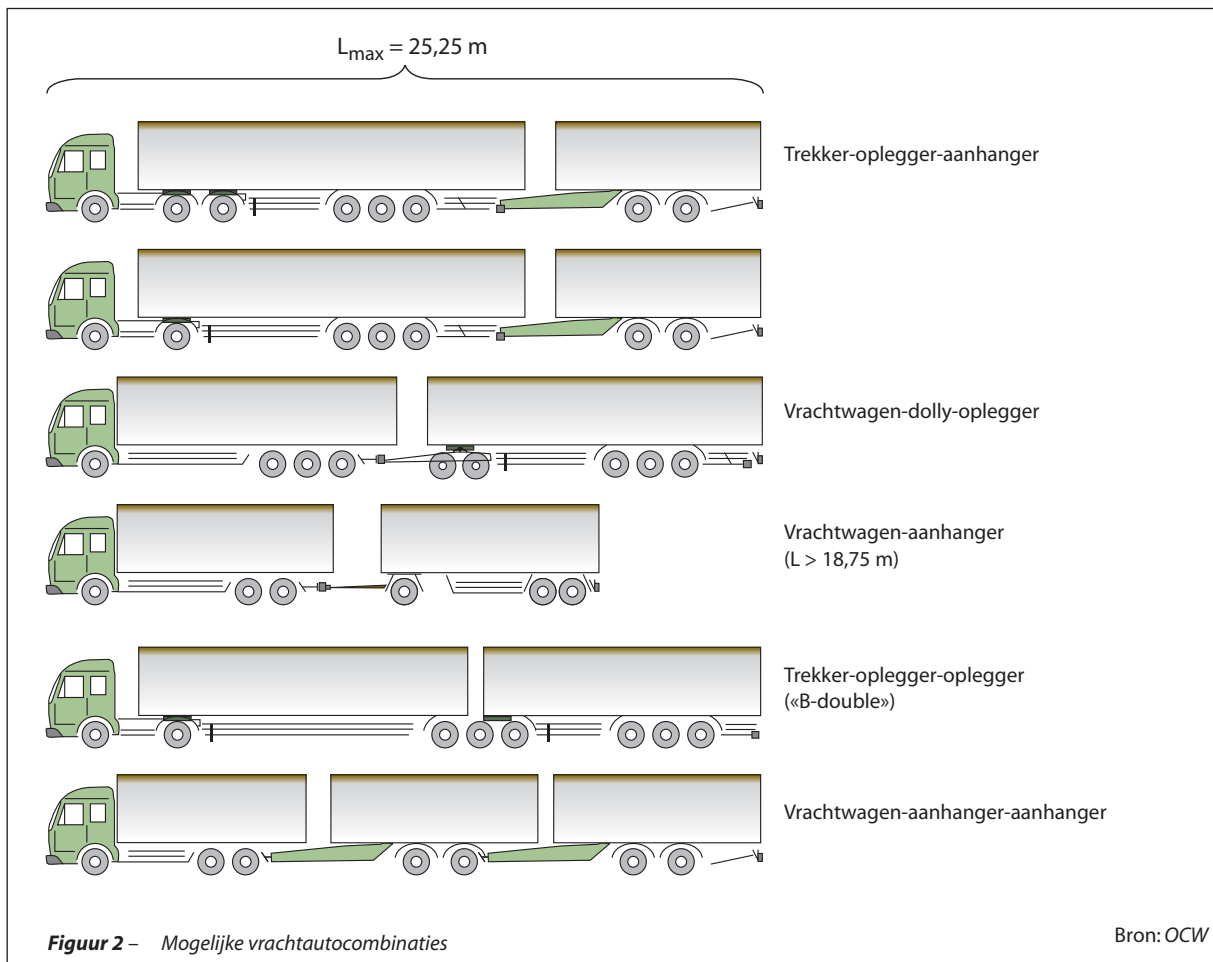 Lmax = 25,25 m
Trekker-oplegger-aanhanger
Vrachtwagen-dolly-oplegger
Vrachtwagen-aanhanger
(L > 18,75 m)
Trekker-oplegger-oplegger
(«B-double»)
Vrachtwagen-aanhanger-aanhanger
Figuur 2 – Mogelijke vrachtautocombinaties
Bron: OCW